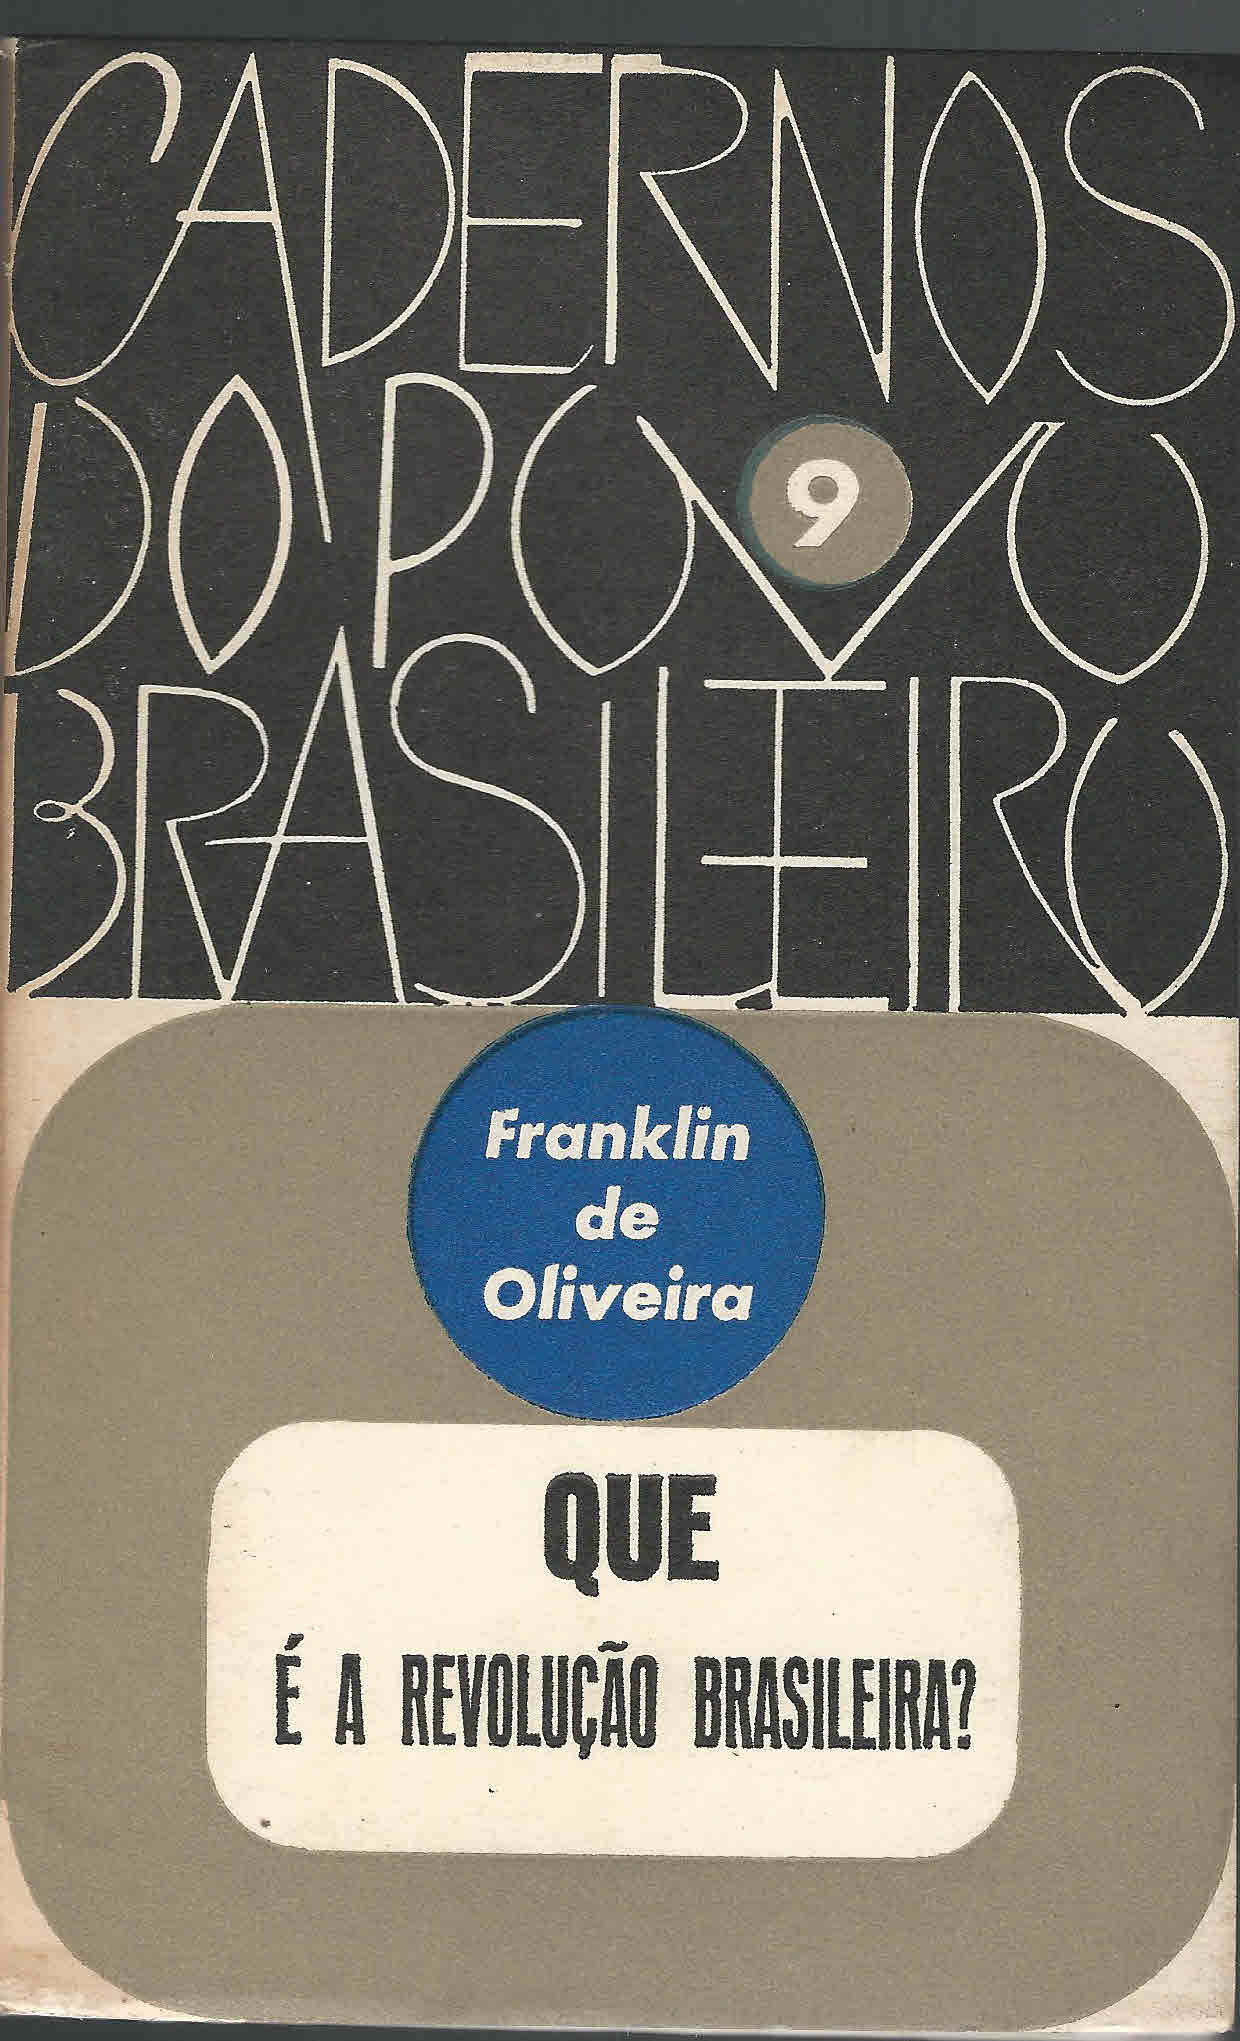 CADERNOS
DO POVO
9
BRASILEIRO
Franklin
de
Oliveira
QUE
É A REVOLUÇÃO BRASILEIRA?